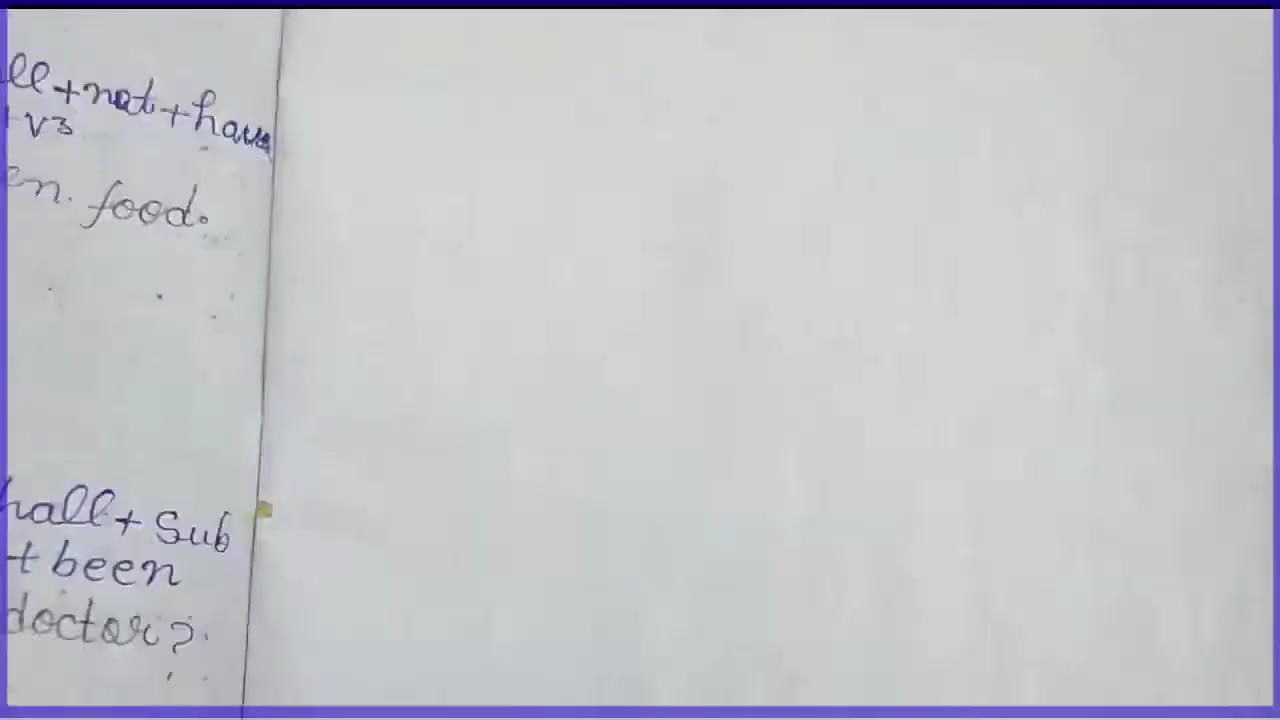 ll + not + have
+ V3
en. food.
hall + Sub
+ been
doctor?